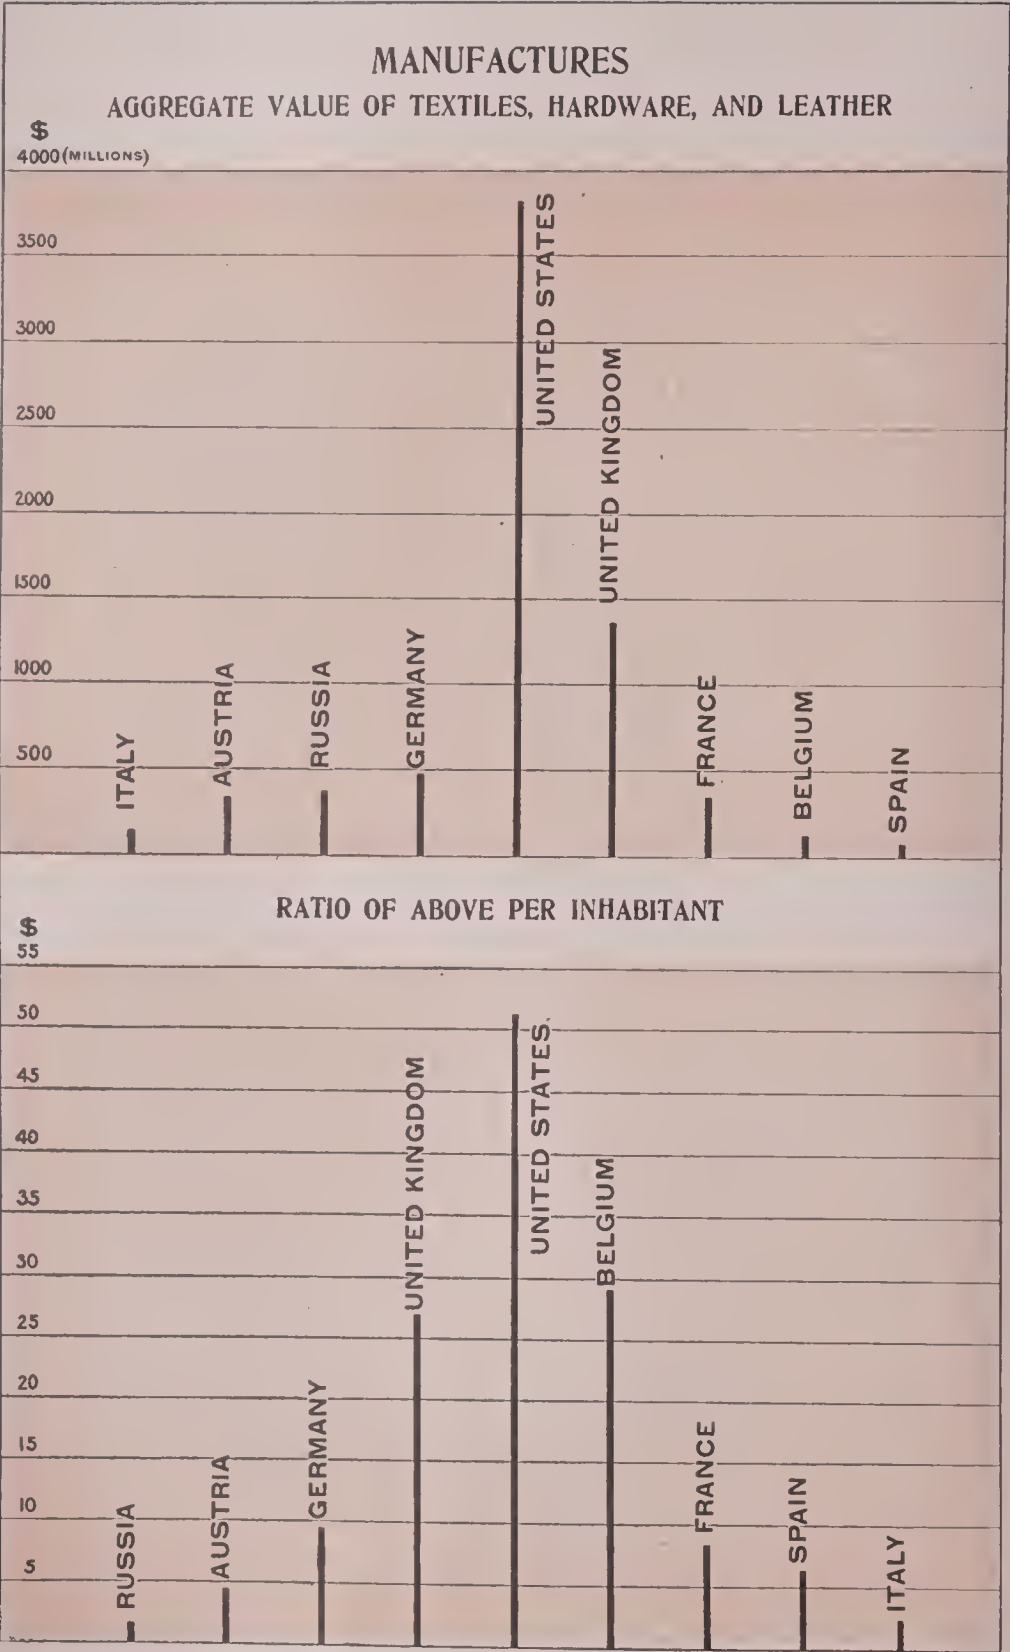 MANUFACTURES
AGGREGATE VALUE OF TEXTILES, HARDWARE, AND LEATHER
$
4000 (MILLIONS)
3500
3000
2500
2000
1500
1000
500
ITALY
AUSTRIA
RUSSIA
GERMANY
UNITED STATES
UNITED KINGDOM
FRANCE
BELGIUM
SPAIN
RATIO OF ABOVE PER INHABITANT
$
55
50
45
40
35
30
25
20
15
10
5
RUSSIA
AUSTRIA
GERMANY
UNITED KINGDOM
UNITED STATES
BELGIUM
FRANCE
SPAIN
ITALY